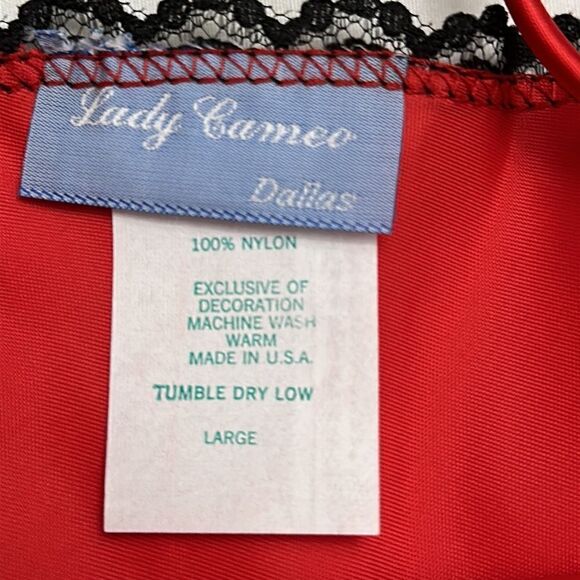 Lady Cameo
Dallas
100% NYLON
EXCLUSIVE OF
DECORATION
MACHINE WASH
WARM
MADE IN U.S.A.
TUMBLE DRY LOW
LARGE